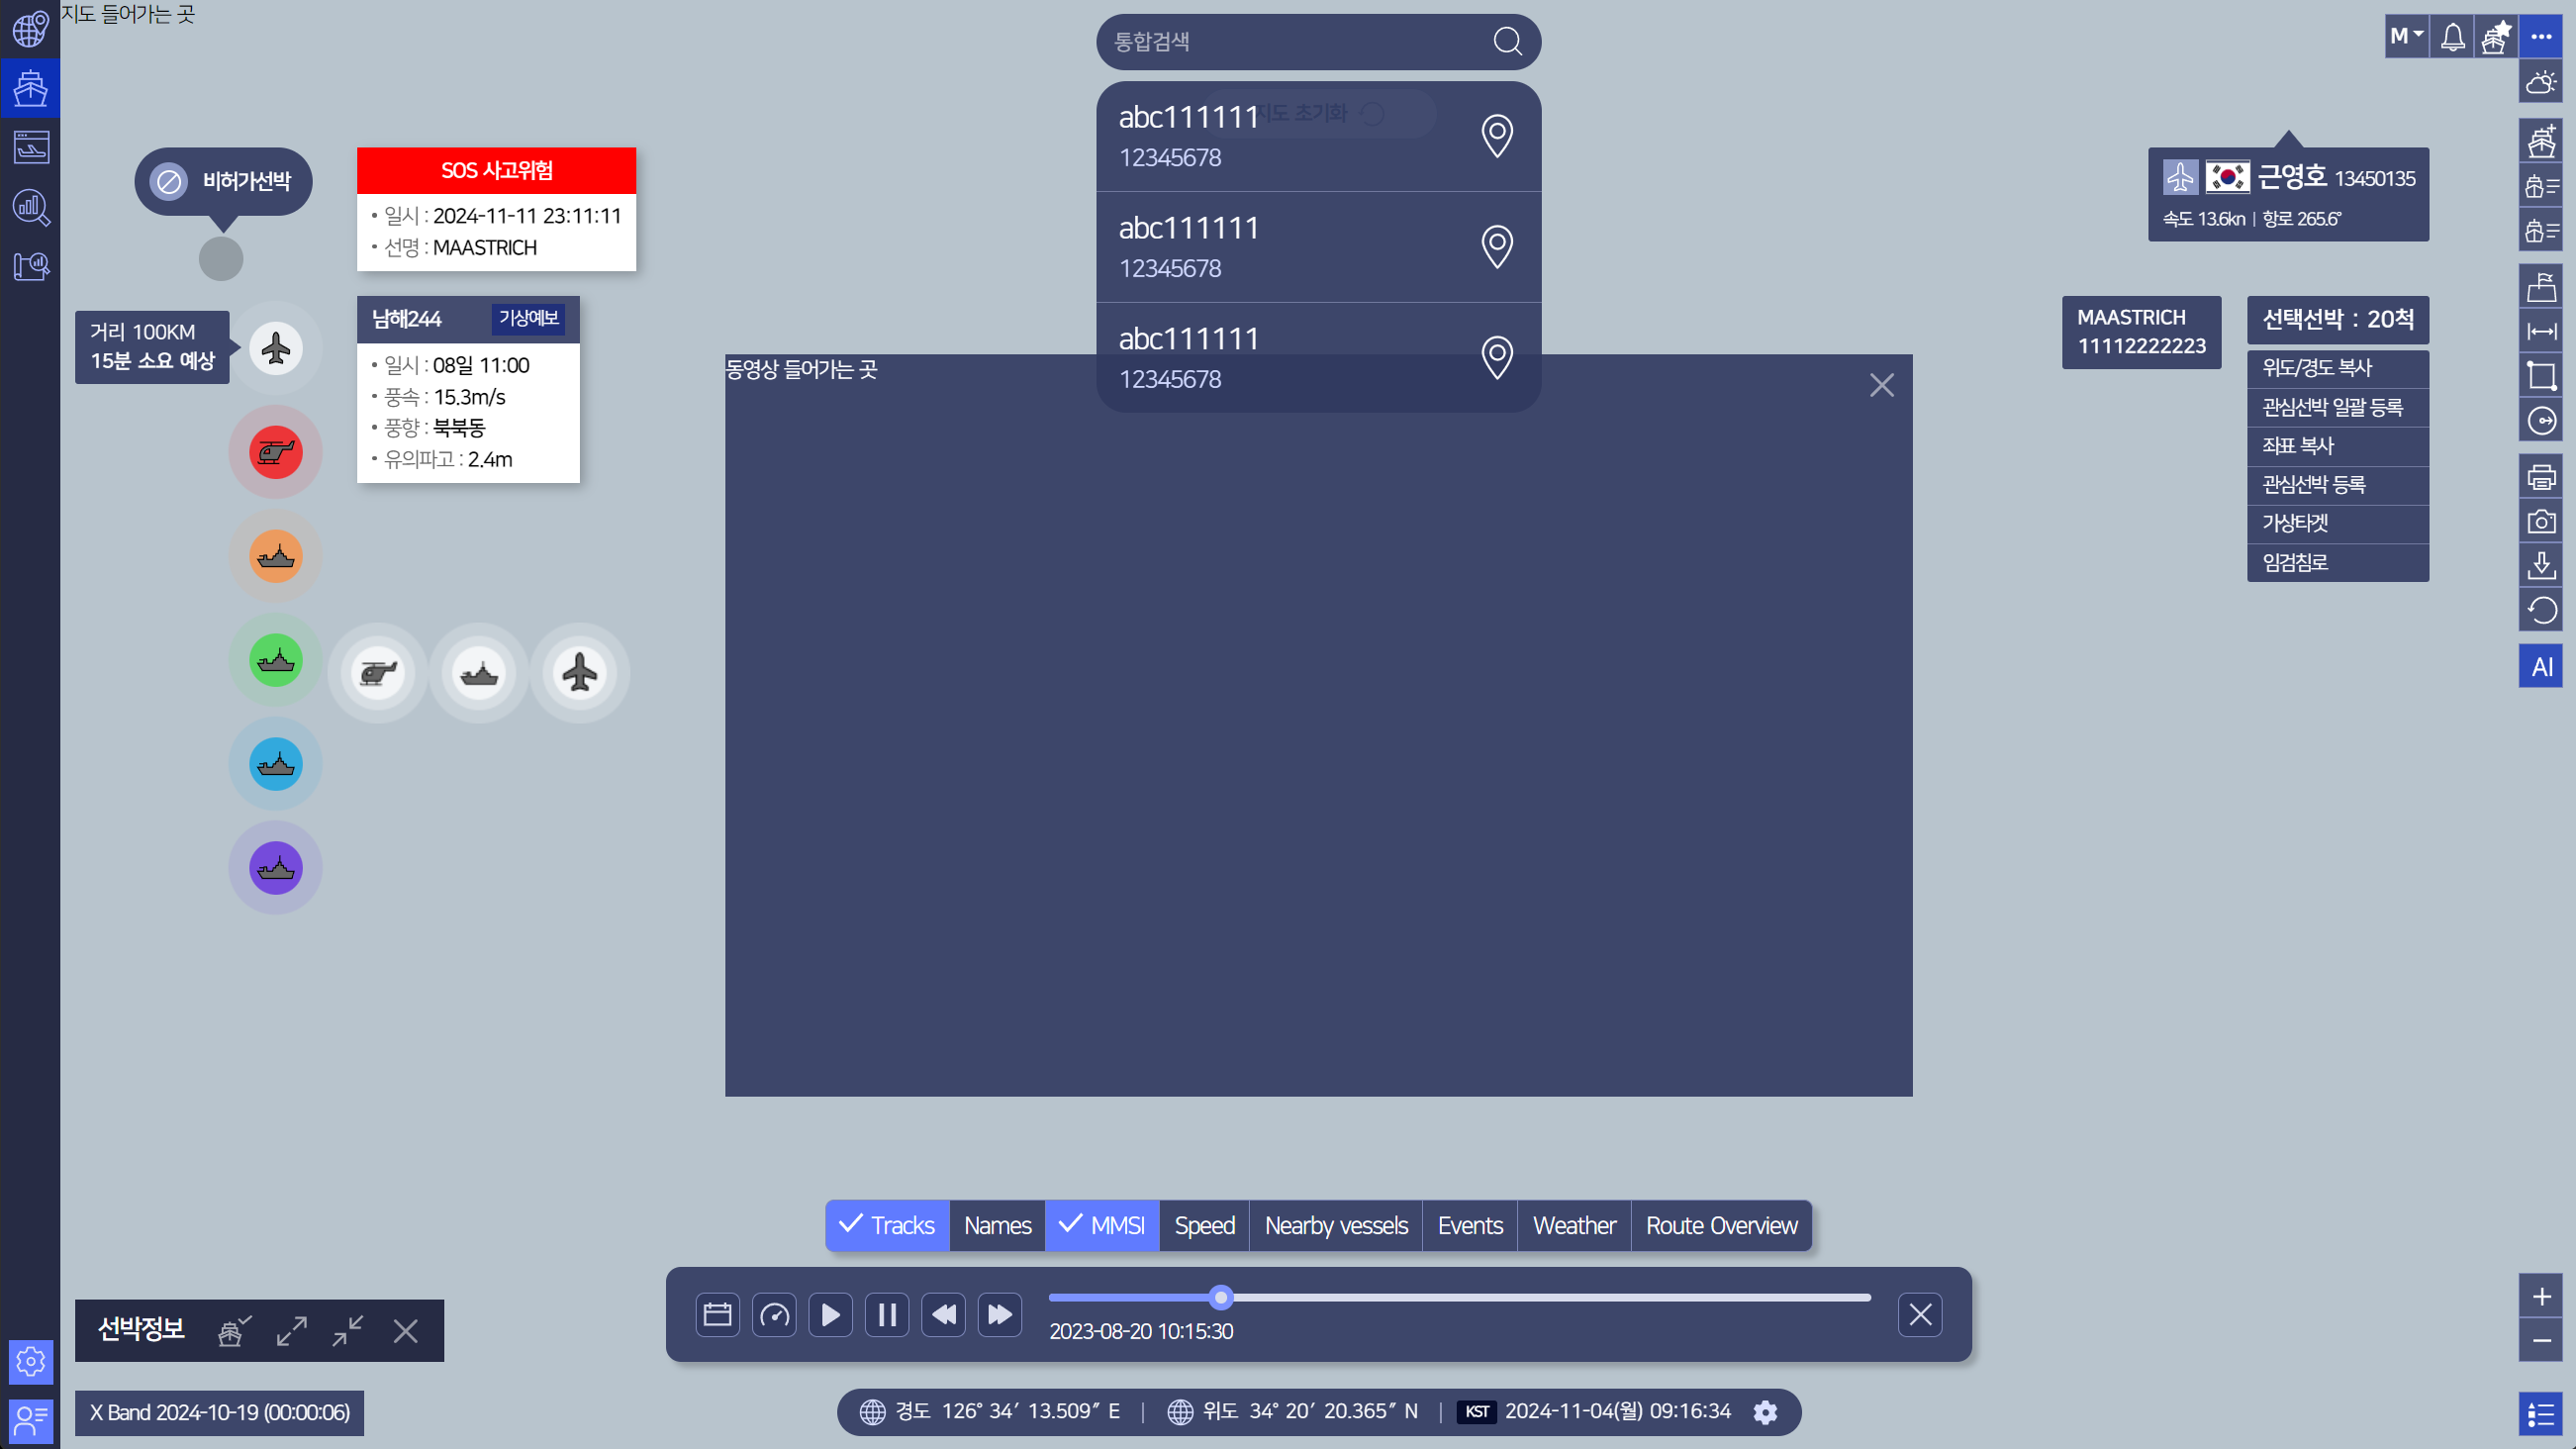 지도 들어가는 곳
통합검색
M
지도 초기화
abc111111
12345678
abc111111
12345678
abc111111
12345678
비허가선박
SOS 사고위험
일시 : 2024-11-11 23:11:11
선명 : MAASTRICH
거리 100KM
15분 소요 예상
남해244 기상예보
일시 : 08일 11:00
풍속 : 15.3m/s
풍향 : 북북동
유의파고 : 2.4m
동영상 들어가는 곳
근영호 13450135
속도 13.6kn | 항로 265.6°
MAASTRICH
11112222223
선택선박 : 20척
위도/경도 복사
관심선박 일괄 등록
좌표 복사
관심선박 등록
가상타겟
임검침로
AI
Tracks Names MMSI Speed Nearby vessels Events Weather Route Overview
2023-08-20 10:15:30
선박정보
X Band 2024-10-19 (00:00:06)
경도 126° 34′ 13.509″ E | 위도 34° 20′ 20.365″ N | KST 2024-11-04(월) 09:16:34